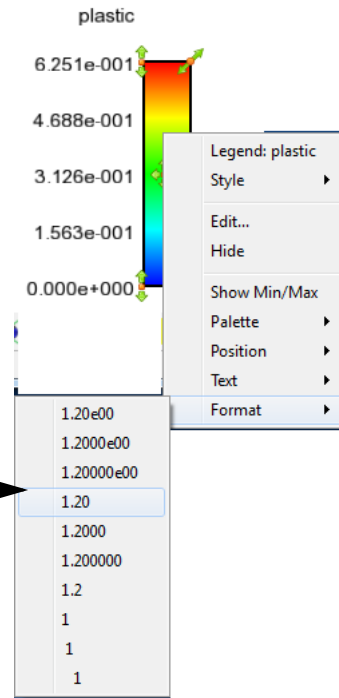 plastic
6.251e-001
4.688e-001
3.126e-001
1.563e-001
0.000e+000
Legend: plastic
Style
Edit...
Hide
Show Min/Max
Palette
Position
Text
Format
1.20e00
1.2000e00
1.20000e00
1.20
1.2000
1.200000
1.2
1
1
1